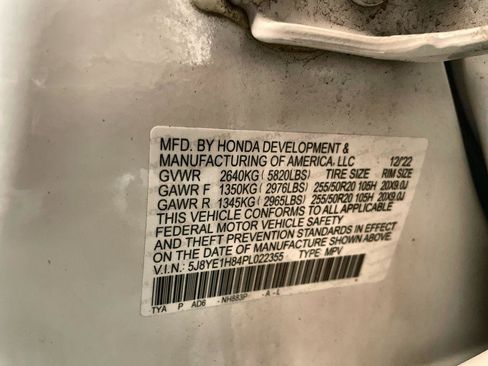 MFD. BY HONDA DEVELOPMENT &
MANUFACTURING OF AMERICA, LLC 12/'22
GVWR 2640KG (5820LBS) TIRE SIZE RIM SIZE
GAWR F 1350KG (2976LBS) 255/50R20 105H 20X9.0J
GAWR R 1345KG (2965LBS) 255/50R20 105H 20X9.0J
THIS VEHICLE CONFORMS TO ALL APPLICABLE
FEDERAL MOTOR VEHICLE SAFETY
AND THEFT PREVENTION STANDARDS IN EFFECT
ON THE DATE OF MANUFACTURE SHOWN ABOVE.
V.I.N.: 5J8YE1H84PL022355 TYPE MPV
TYA P AD6 - NH883P - A - L